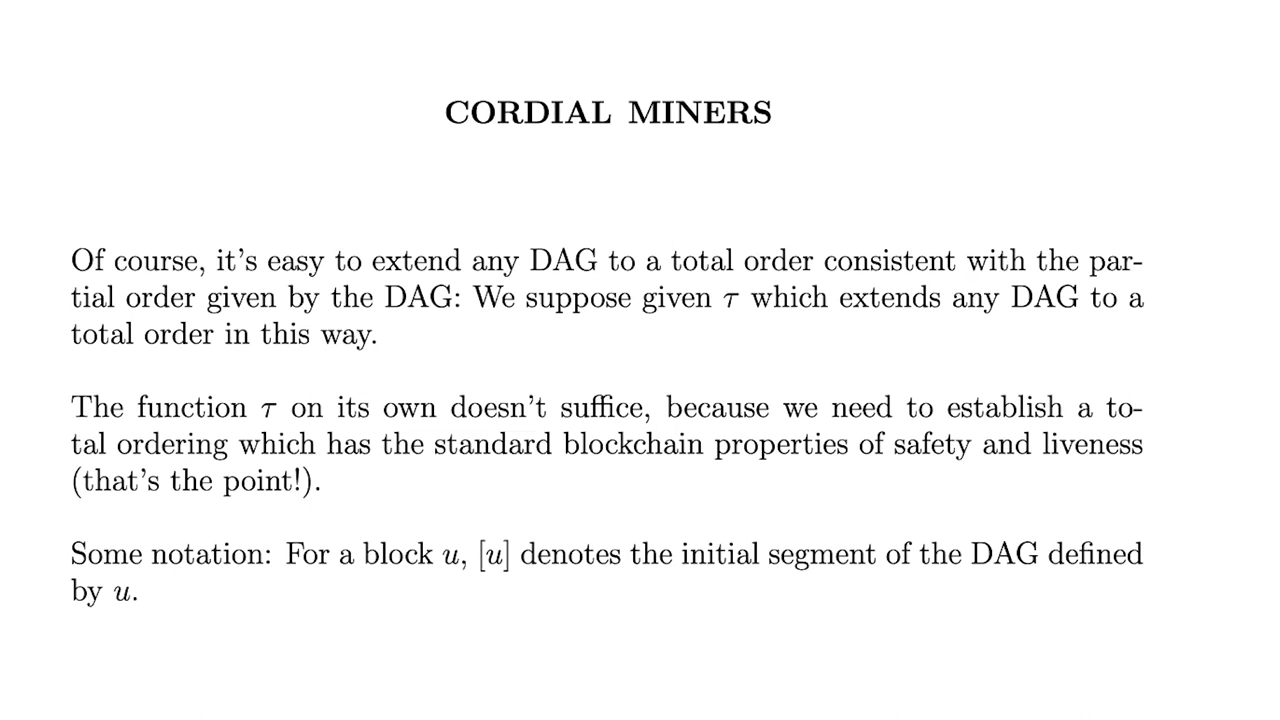 CORDIAL MINERS
Of course, it's easy to extend any DAG to a total order consistent with the par-
tial order given by the DAG: We suppose given τ which extends any DAG to a
total order in this way.
The function τ on its own doesn't suffice, because we need to establish a to-
tal ordering which has the standard blockchain properties of safety and liveness
(that's the point!).
Some notation: For a block u, [u] denotes the initial segment of the DAG defined
by u.